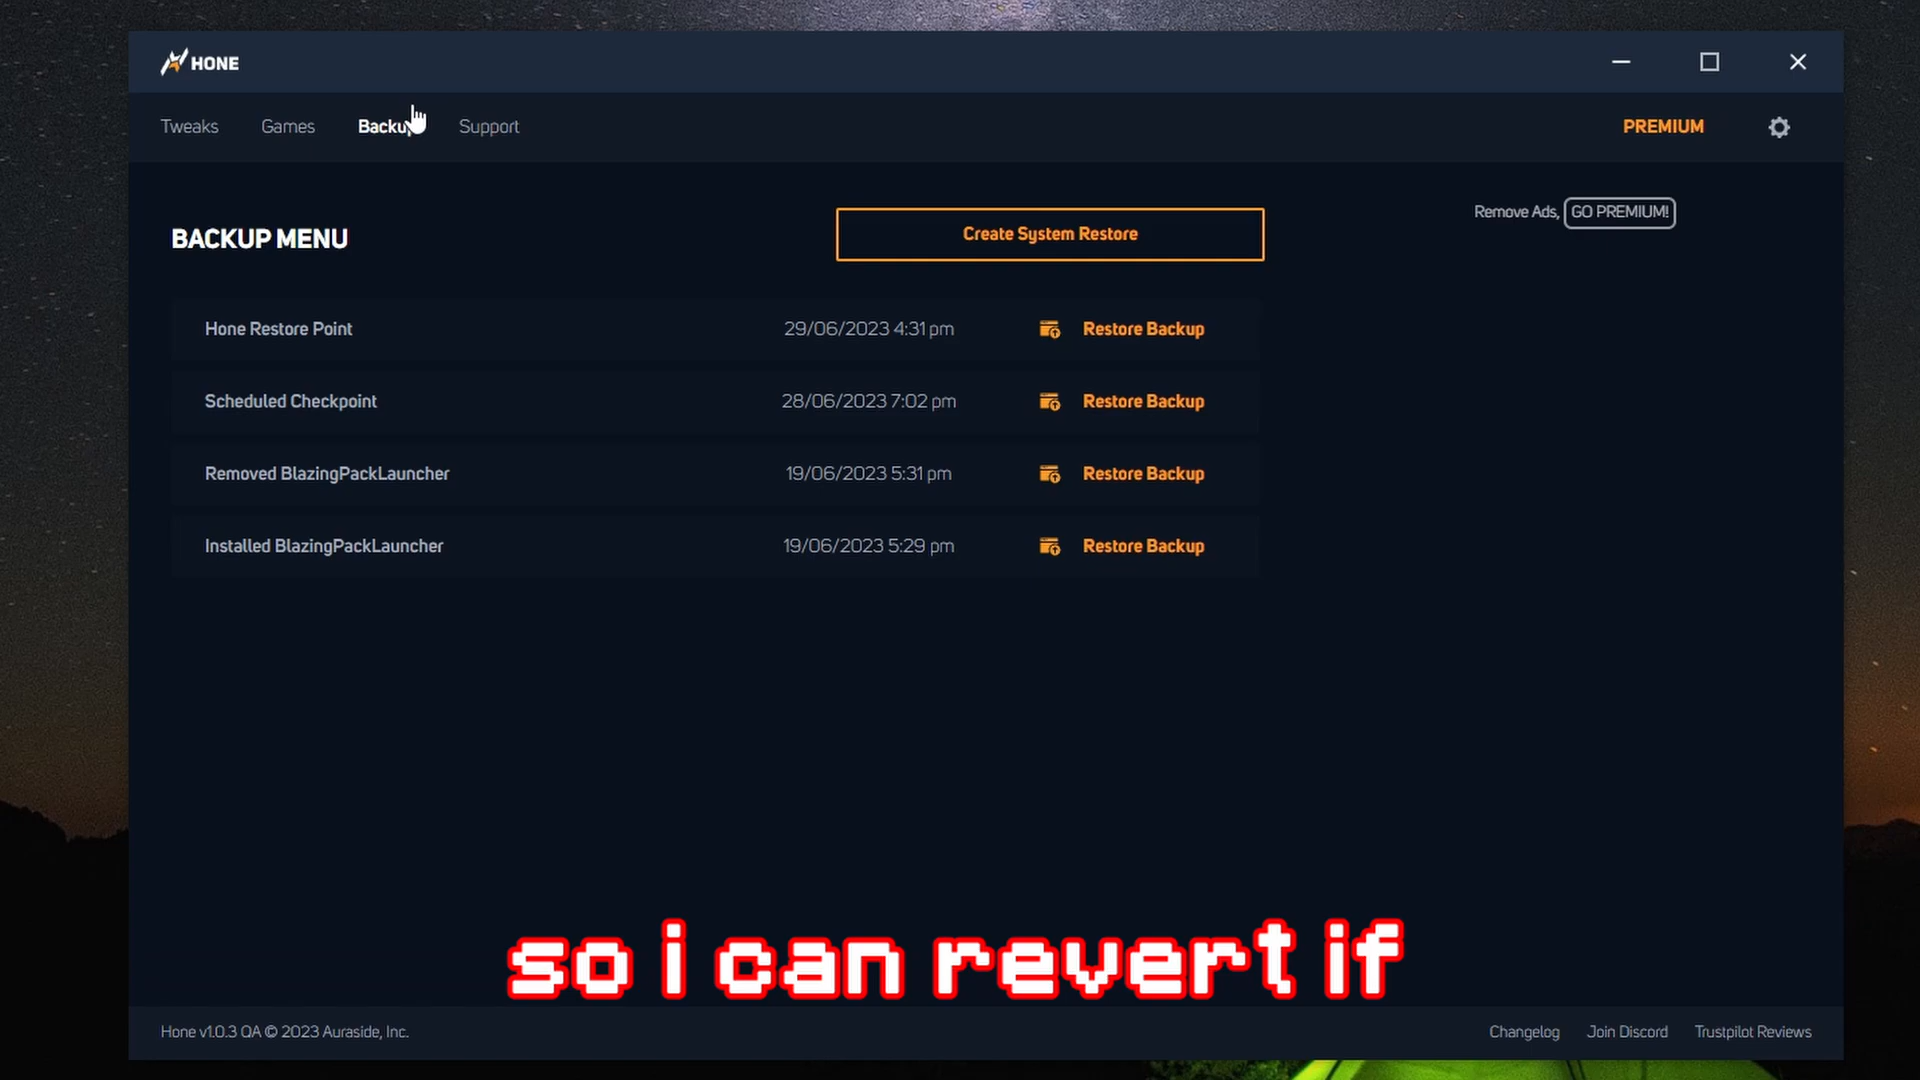 HONE
Tweaks Games Backup Support PREMIUM
Remove Ads, GO PREMIUM!
BACKUP MENU Create System Restore
Hone Restore Point 29/06/2023 4:31 pm Restore Backup
Scheduled Checkpoint 28/06/2023 7:02 pm Restore Backup
Removed BlazingPackLauncher 19/06/2023 5:31 pm Restore Backup
Installed BlazingPackLauncher 19/06/2023 5:29 pm Restore Backup
so i can revert if
Hone v1.0.3 QA © 2023 Auraside, Inc. Changelog Join Discord Trustpilot Reviews